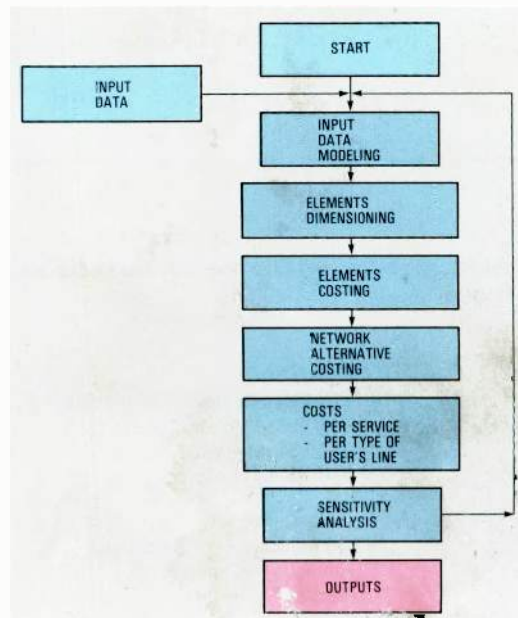 START
INPUT
DATA
INPUT
DATA
MODELING
ELEMENTS
DIMENSIONING
ELEMENTS
COSTING
NETWORK
ALTERNATIVE
COSTING
COSTS
- PER SERVICE
- PER TYPE OF
USER'S LINE
SENSITIVITY
ANALYSIS
OUTPUTS